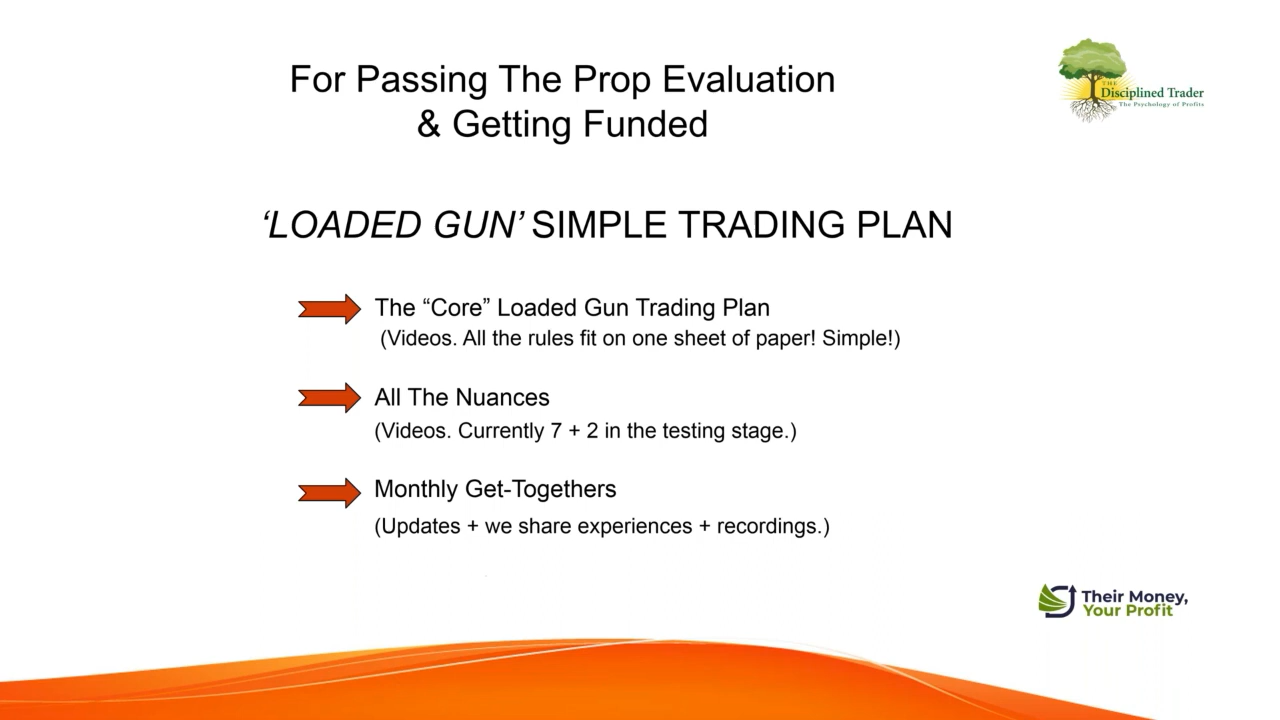 For Passing The Prop Evaluation
& Getting Funded
THE
Disciplined Trader
The Psychology of Profits
‘LOADED GUN’ SIMPLE TRADING PLAN
The “Core” Loaded Gun Trading Plan
(Videos. All the rules fit on one sheet of paper! Simple!)
All The Nuances
(Videos. Currently 7 + 2 in the testing stage.)
Monthly Get-Togethers
(Updates + we share experiences + recordings.)
Their Money,
Your Profit